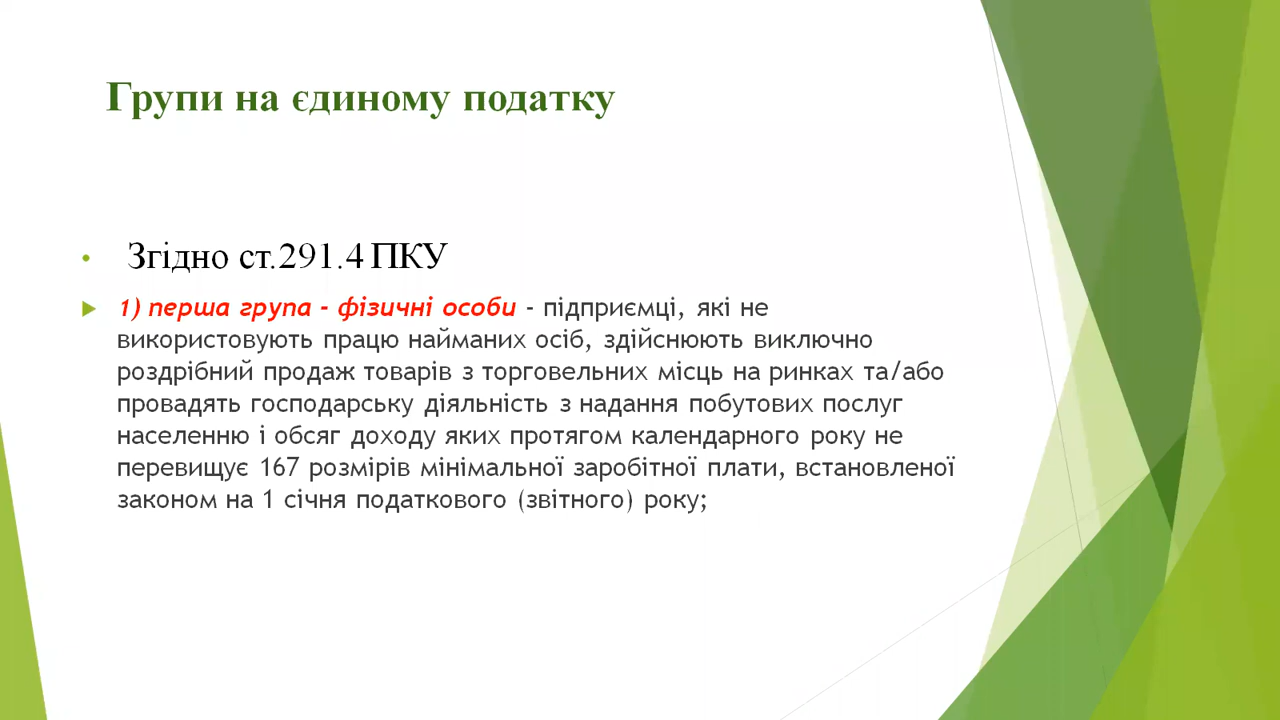 Групи на єдиному податку
• Згідно ст.291.4 ПКУ
1) перша група - фізичні особи - підприємці, які не
використовують працю найманих осіб, здійснюють виключно
роздрібний продаж товарів з торговельних місць на ринках та/або
провадять господарську діяльність з надання побутових послуг
населенню і обсяг доходу яких протягом календарного року не
перевищує 167 розмірів мінімальної заробітної плати, встановленої
законом на 1 січня податкового (звітного) року;